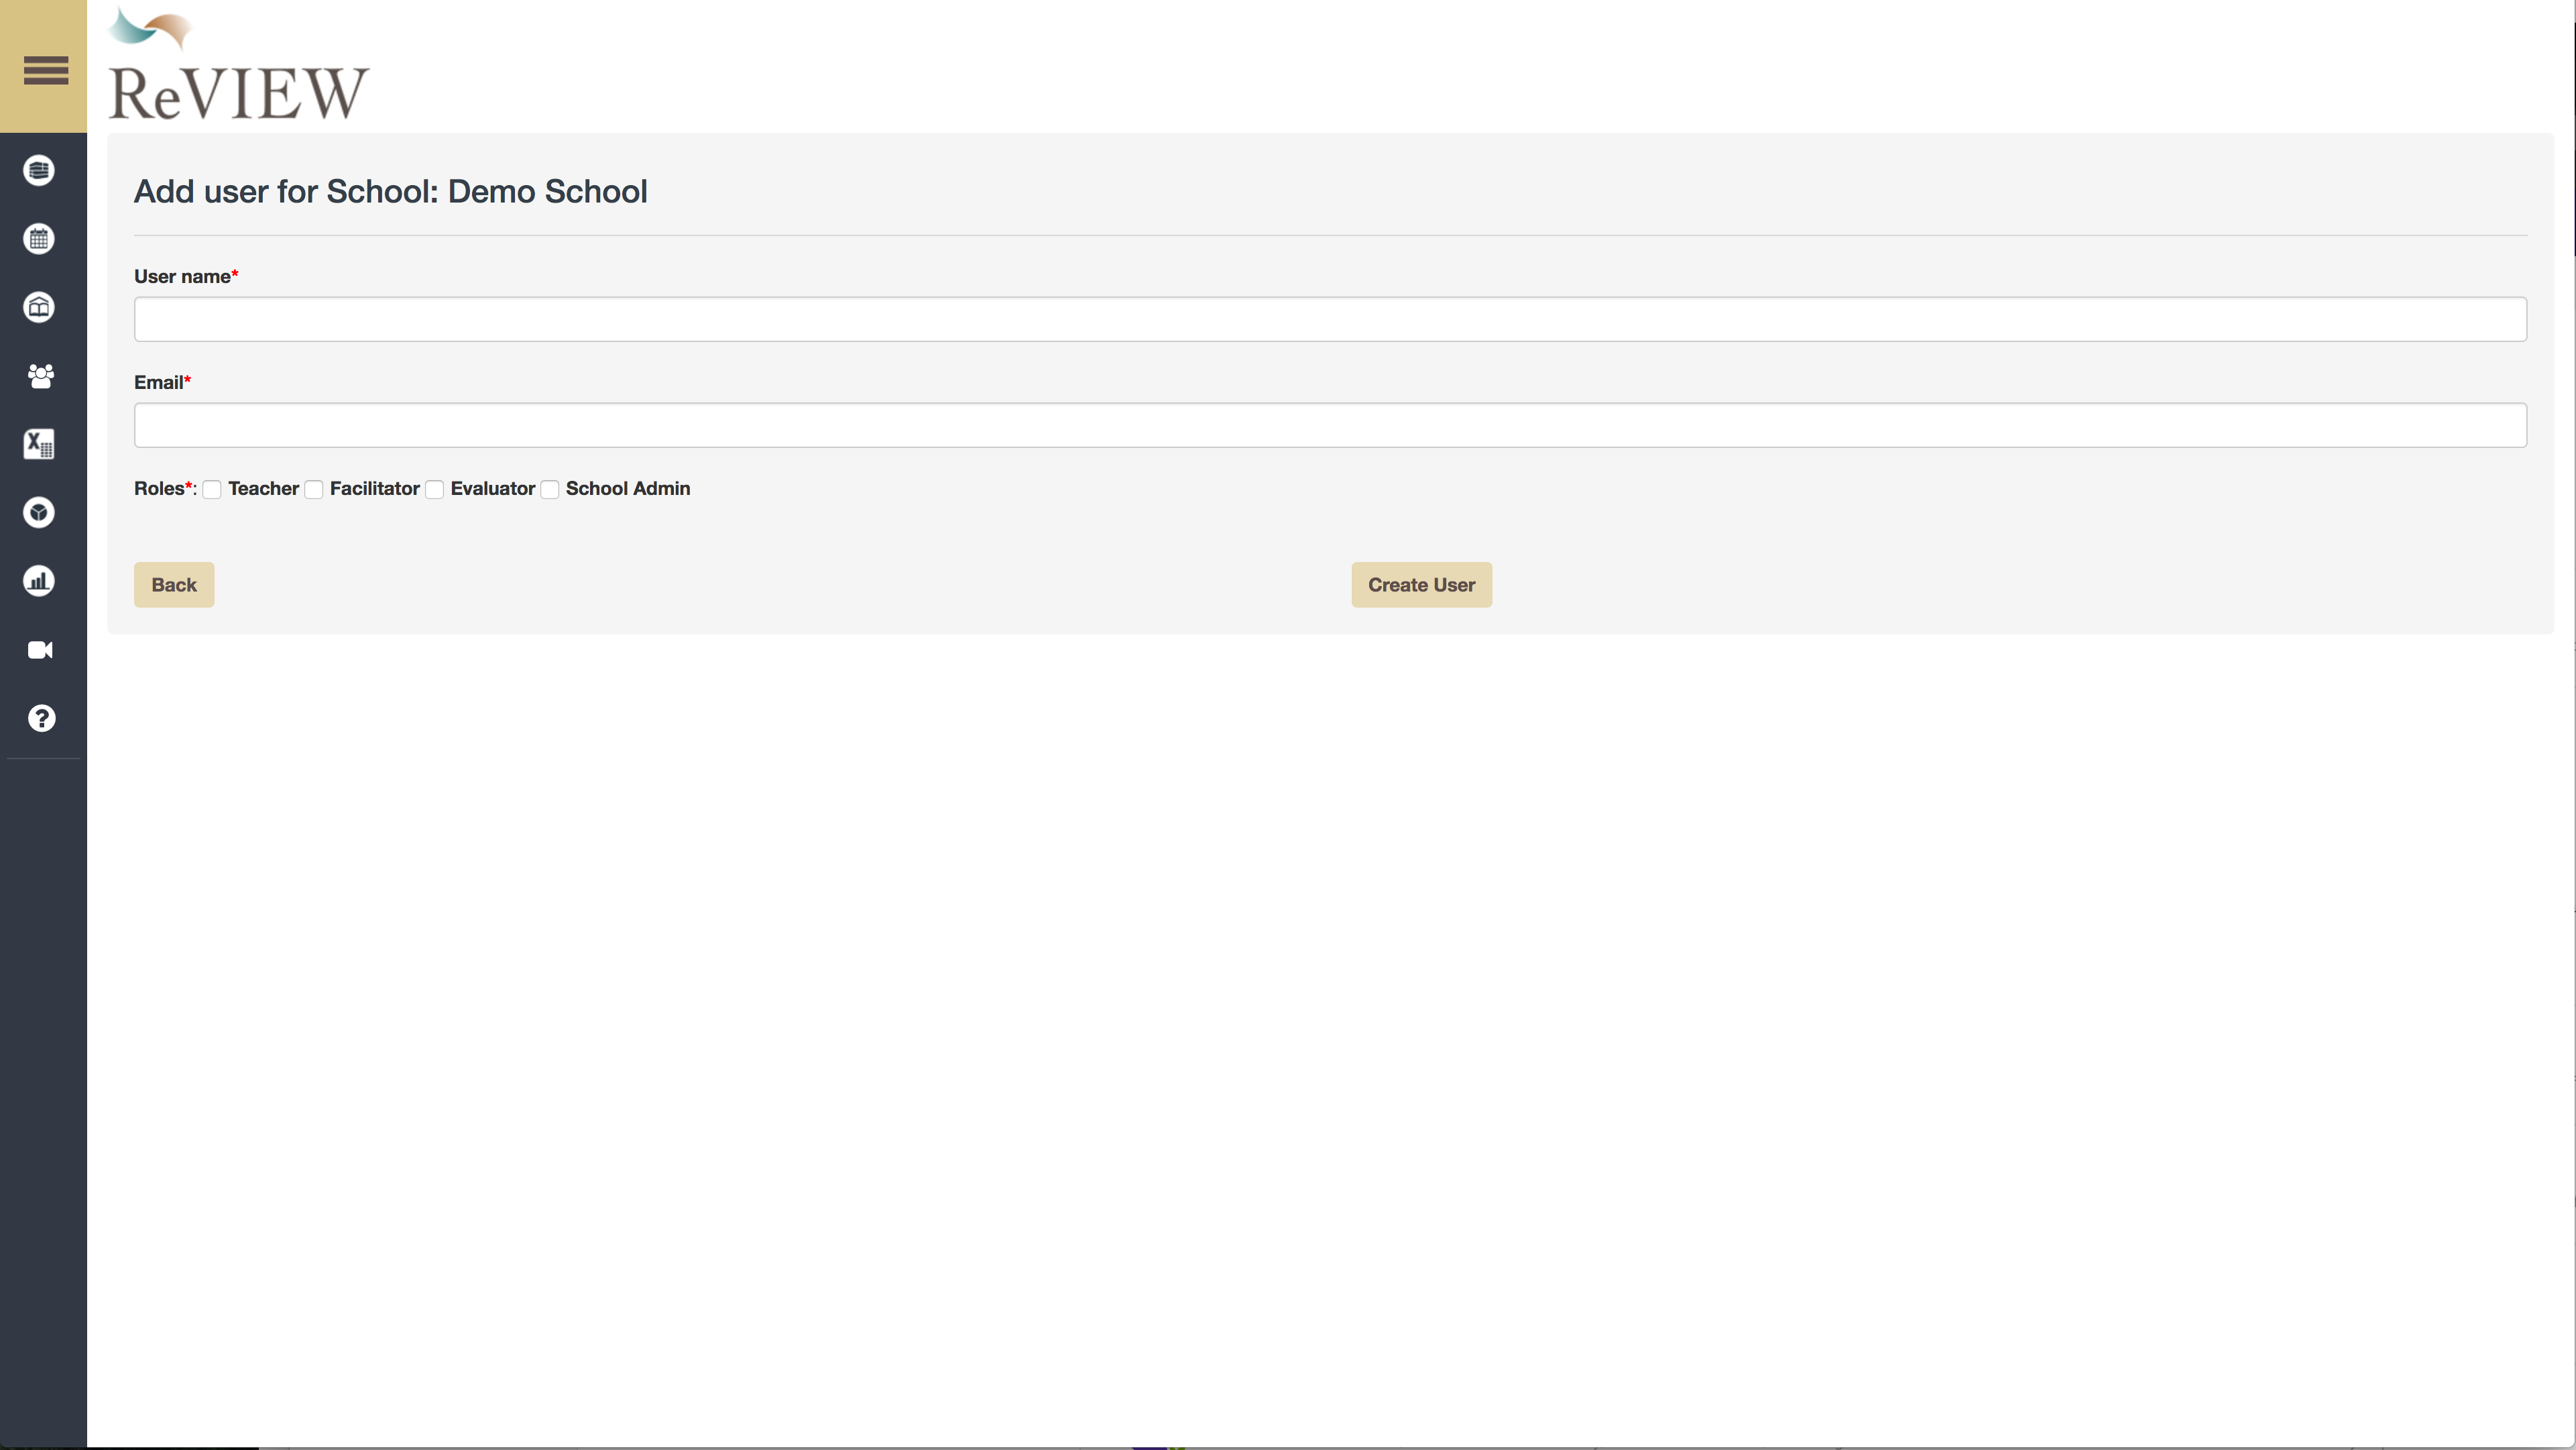 ReVIEW
Add user for School: Demo School
User name*
Email*
Roles*: Teacher Facilitator Evaluator School Admin
Back Create User